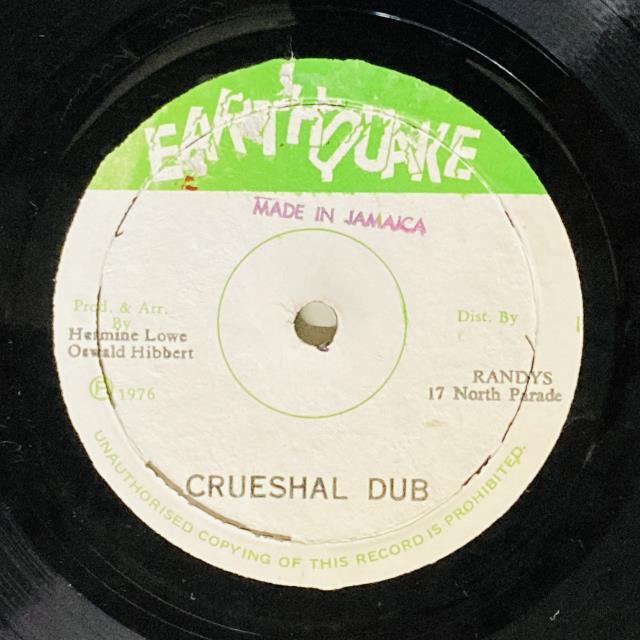 EARTHQUAKE
MADE IN JAMAICA
Prod. & Arr.
By
Hermine Lowe
Oswald Hibbert
Ⓟ 1976
Dist. By
RANDYS
17 North Parade
CRUESHAL DUB
UNAUTHORISED COPYING OF THIS RECORD IS PROHIBITED.